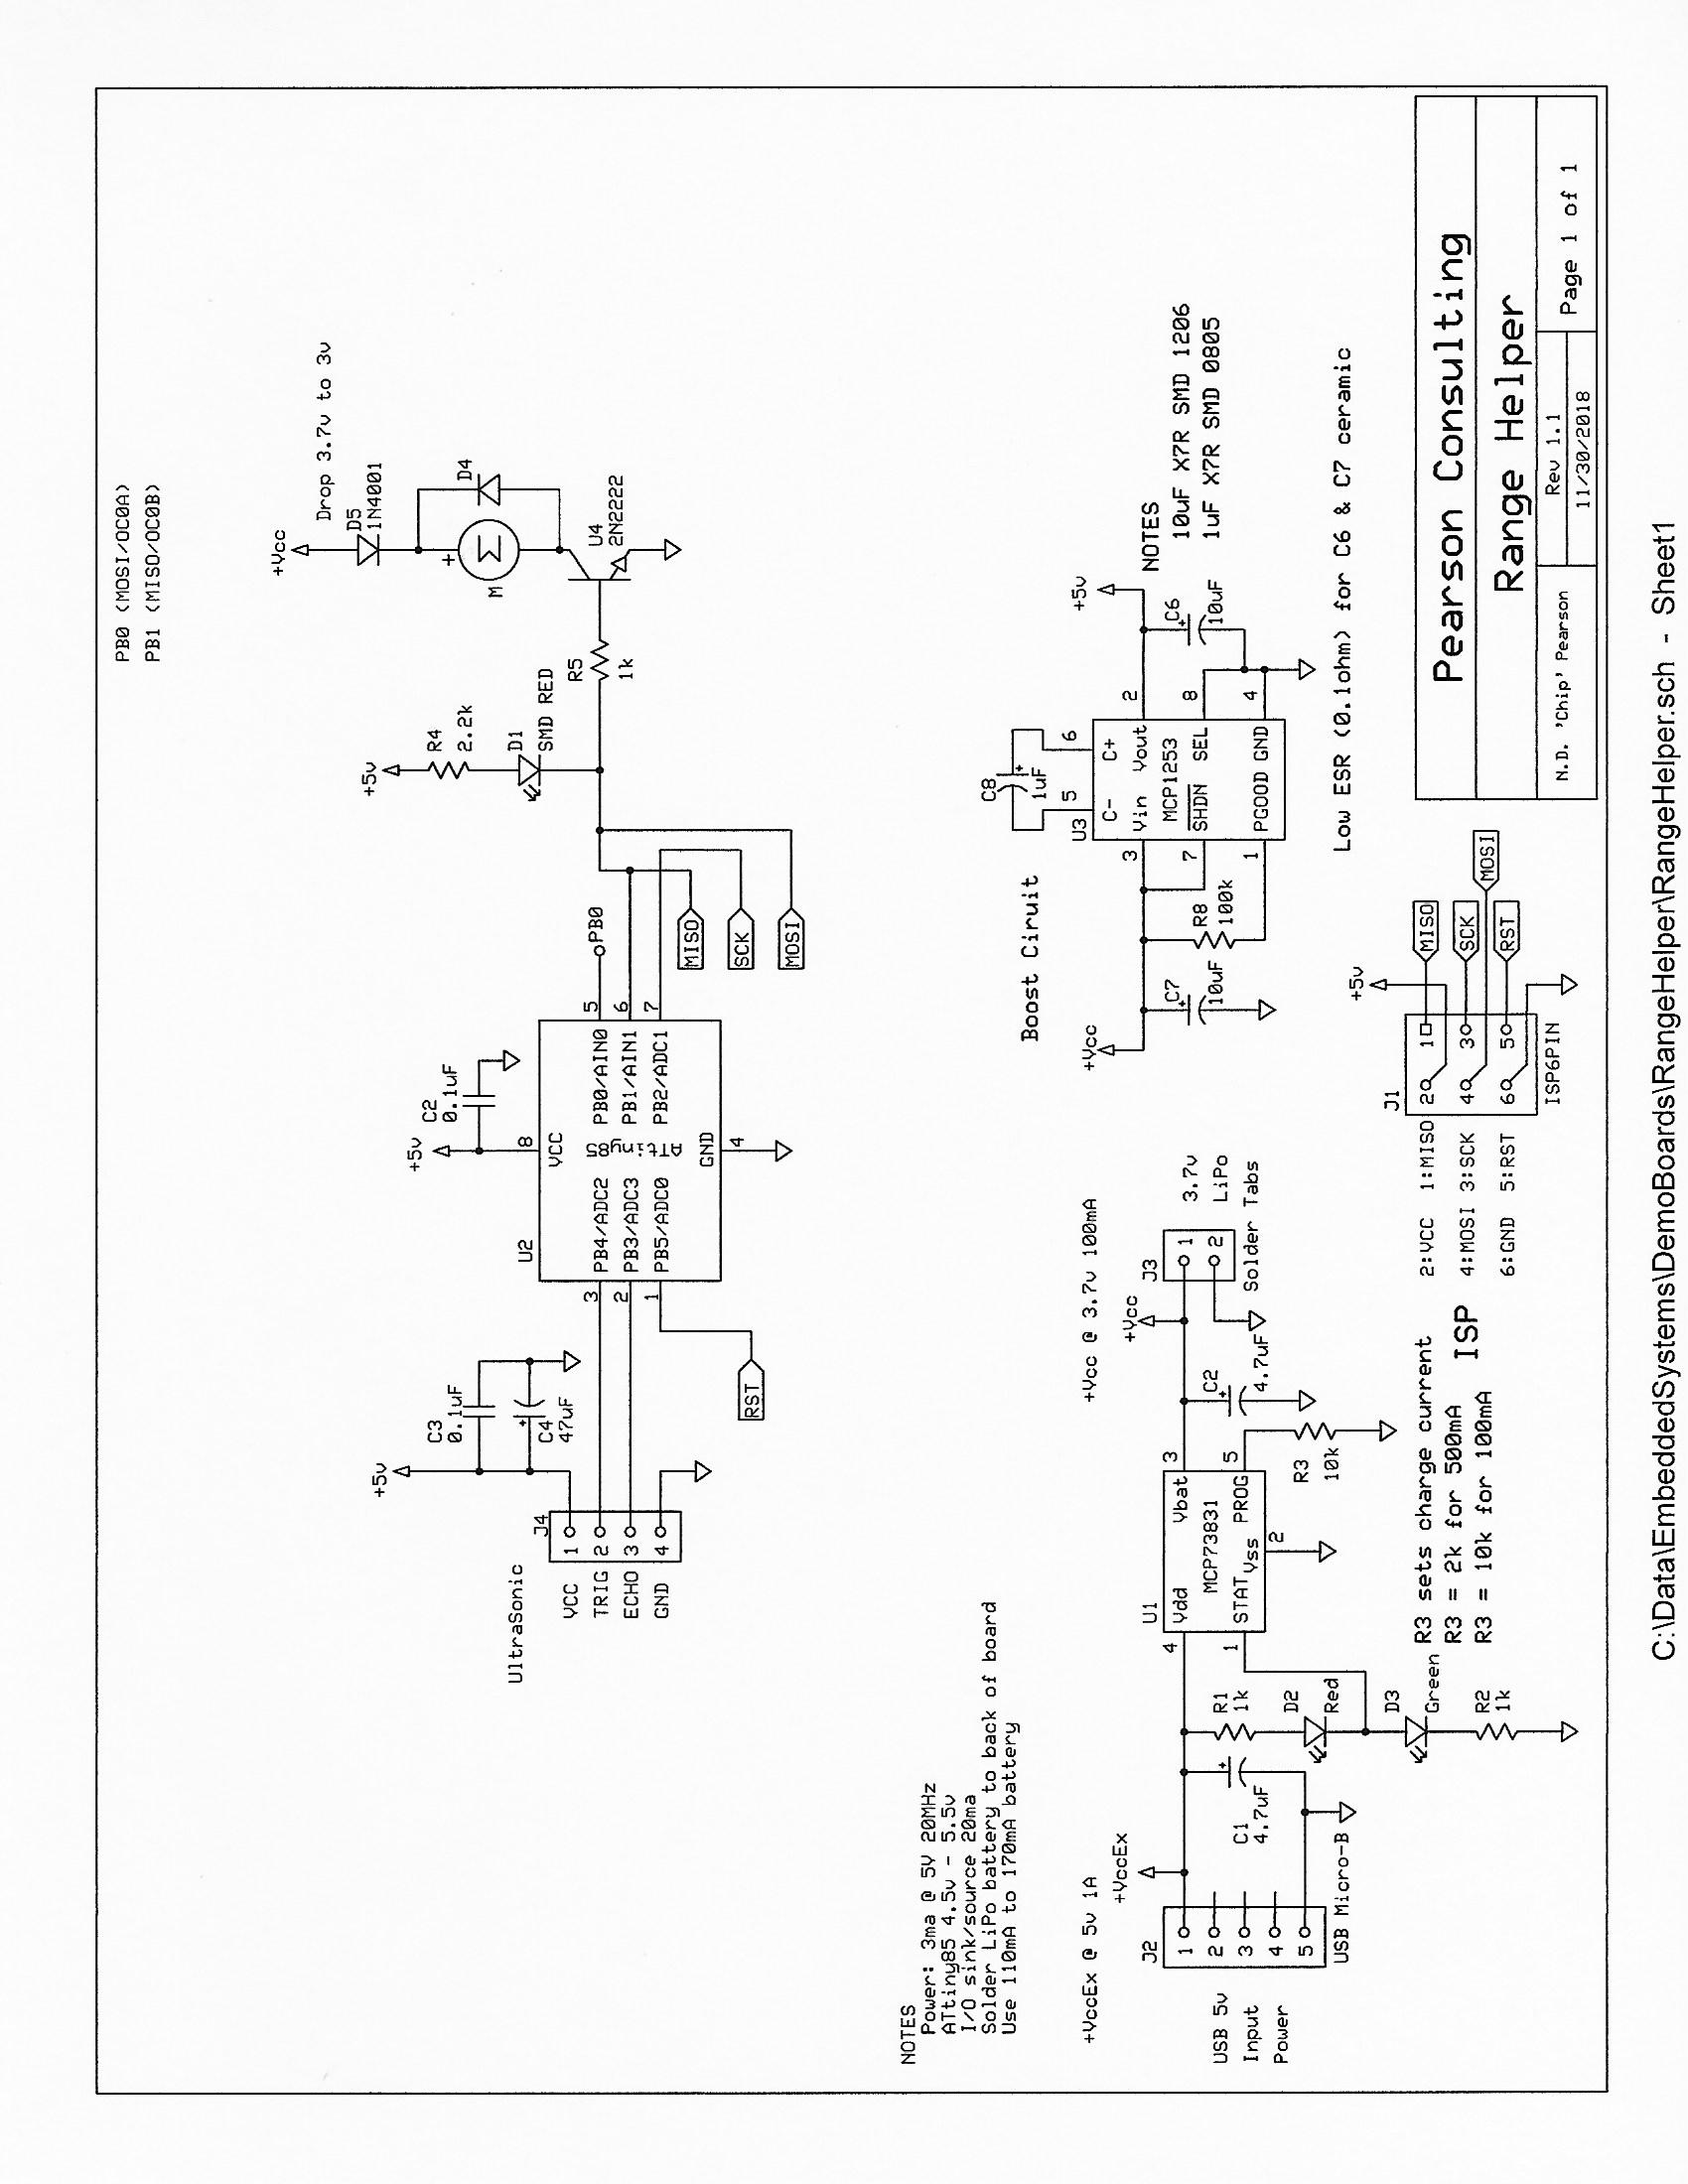 PB0 (MOSI/OC0A)
PB1 (MISO/OC0B)
+Vcc
Drop 3.7v to 3v
D5
1N4001
+
M
M
D4
U4
2N2222
+5v
R4
2.2k
D1
SMD RED
R5
1k
+5v
C2
0.1uF
PB0
8
VCC
U2
ATtiny85
3
PB4/ADC2
PB0/AIN0
5
2
PB3/ADC3
PB1/AIN1
6
1
PB5/ADC0
PB2/ADC1
7
GND
4
MISO
SCK
MOSI
RST
+5v
C3
0.1uF
C4
+
47uF
UltraSonic
J4
VCC
1
TRIG
2
ECHO
3
GND
4
NOTES
Power: 3ma @ 5V 20MHz
ATtiny85 4.5v - 5.5v
I/O sink/source 20ma
Solder LiPo battery to back of board
Use 110mA to 170mA battery
+VccEx @ 5v 1A
+VccEx
J2
1
2
3
4
5
USB 5v
Input
Power
USB Micro-B
C1
+
4.7uF
R1
1k
D2
Red
D3
Green
R2
1k
U1
4
Vdd
Vbat
3
MCP73831
1
STAT
Vss
2
PROG
5
R3
10k
C2
+
4.7uF
+Vcc @ 3.7v 100mA
+Vcc
J3
1
2
3.7v
LiPo
Solder Tabs
R3 sets charge current
R3 = 2k for 500mA
R3 = 10k for 100mA
ISP
2:VCC 1:MISO
4:MOSI 3:SCK
6:GND 5:RST
J1
2 1
4 3
6 5
ISP6PIN
+5v
MISO
SCK
MOSI
RST
Boost Ciruit
+Vcc
C7
+
10uF
R8
100k
C8
+
1uF
U3
5
C-
C+
6
3
Vin
Vout
2
MCP1253
7
SHDN
SEL
8
1
PGOOD
GND
4
+5v
C6
+
10uF
NOTES
10uF X7R SMD 1206
1uF X7R SMD 0805
Low ESR (0.1ohm) for C6 & C7 ceramic
Pearson Consulting
Range Helper
N.D. 'Chip' Pearson
Rev 1.1
11/30/2018
Page 1 of 1
C:\Data\EmbeddedSystems\DemoBoards\RangeHelper\RangeHelper.sch - Sheet1